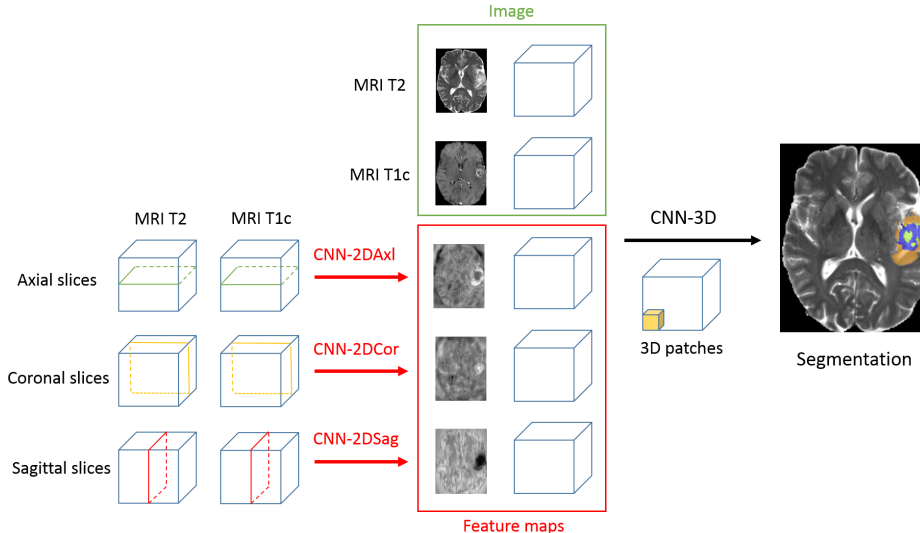 Image
MRI T2
MRI T1c
MRI T2
MRI T1c
Axial slices
CNN-2DAxl
CNN-3D
Coronal slices
CNN-2DCor
3D patches
Segmentation
Sagittal slices
CNN-2DSag
Feature maps